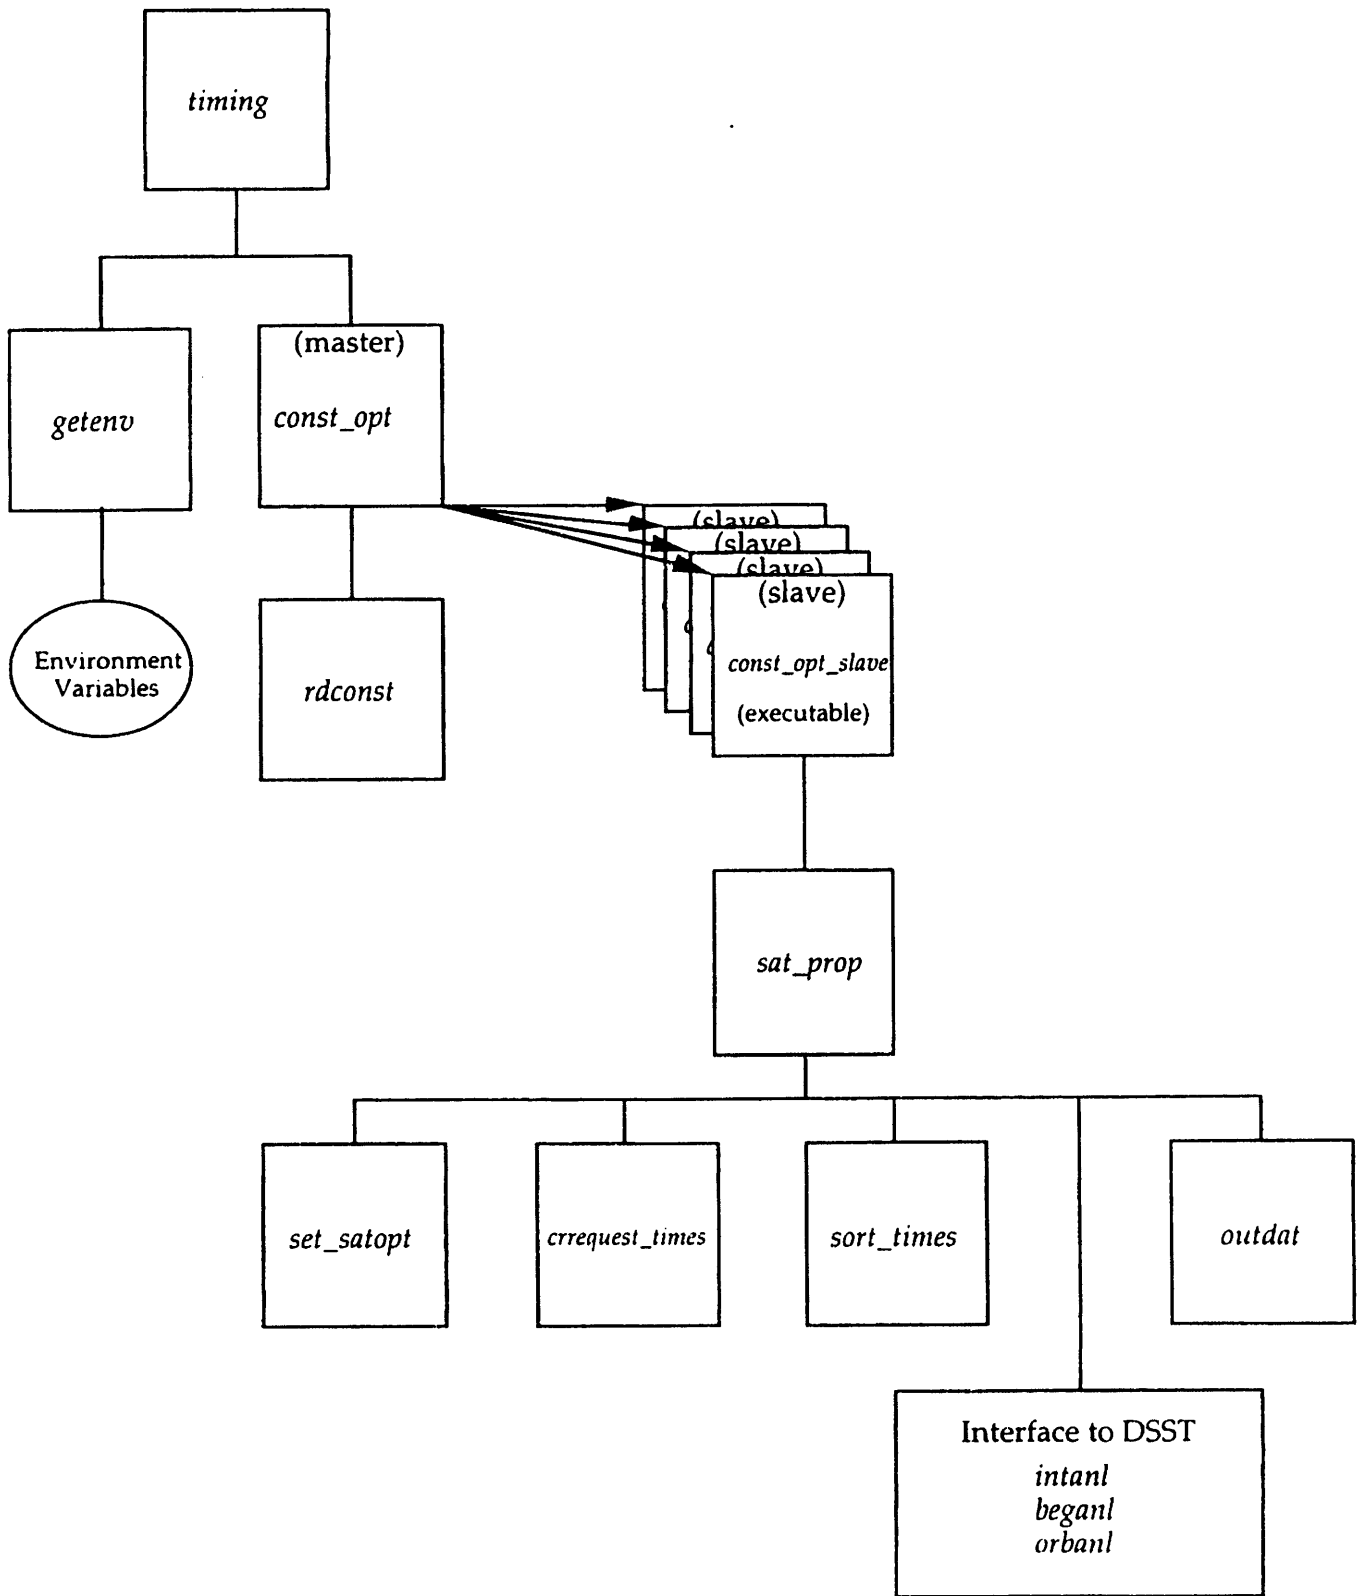 timing
(master)
getenv
const_opt
(slave)
(slave)
(slave)
(slave)
Environment
Variables
rdconst
const_opt_slave
(executable)
sat_prop
set_satopt
crrequest_times
sort_times
outdat
Interface to DSST
intanl
beganl
orbanl